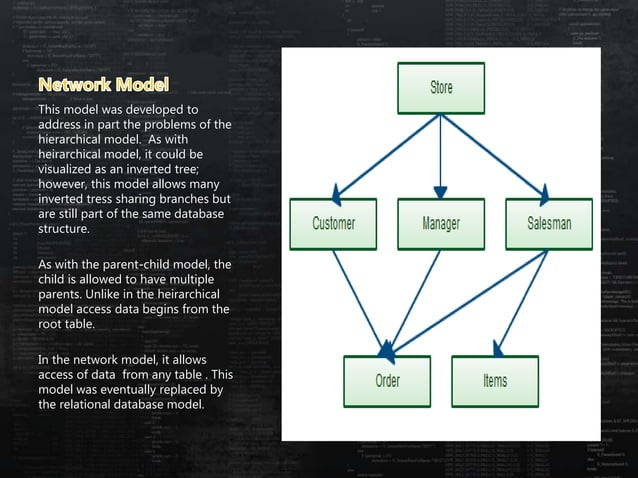 Network Model
This model was developed to
address in part the problems of the
hierarchical model.  As with
heirarchical model, it could be
visualized as an inverted tree;
however, this model allows many
inverted tress sharing branches but
are still part of the same database
structure.
As with the parent-child model, the
child is allowed to have multiple
parents. Unlike in the heirarchical
model access data begins from the
root table.
In the network model, it allows
access of data  from any table . This
model was eventually replaced by
the relational database model.
Store
Customer
Manager
Salesman
Order
Items